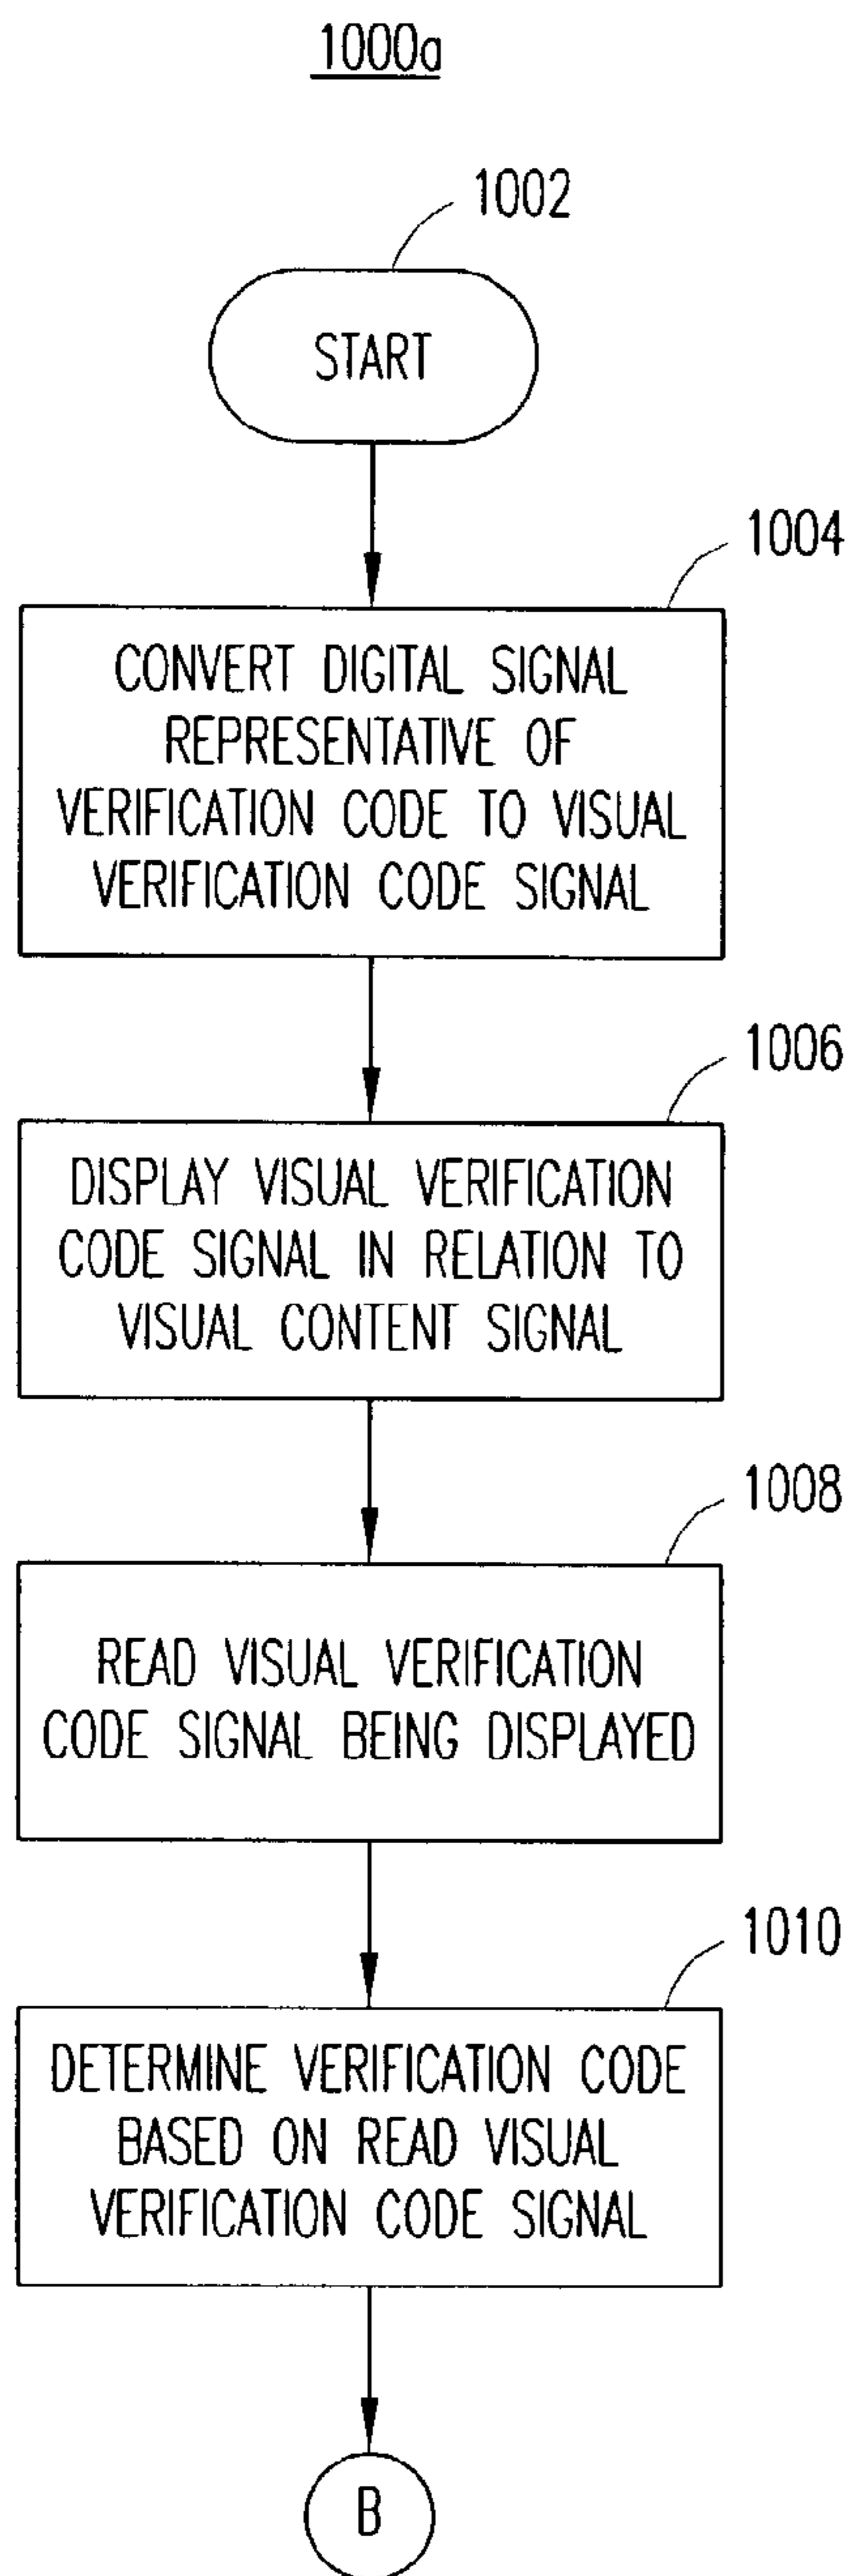 1000a
1002
START
1004
CONVERT DIGITAL SIGNAL
REPRESENTATIVE OF
VERIFICATION CODE TO VISUAL
VERIFICATION CODE SIGNAL
1006
DISPLAY VISUAL VERIFICATION
CODE SIGNAL IN RELATION TO
VISUAL CONTENT SIGNAL
1008
READ VISUAL VERIFICATION
CODE SIGNAL BEING DISPLAYED
1010
DETERMINE VERIFICATION CODE
BASED ON READ VISUAL
VERIFICATION CODE SIGNAL
B